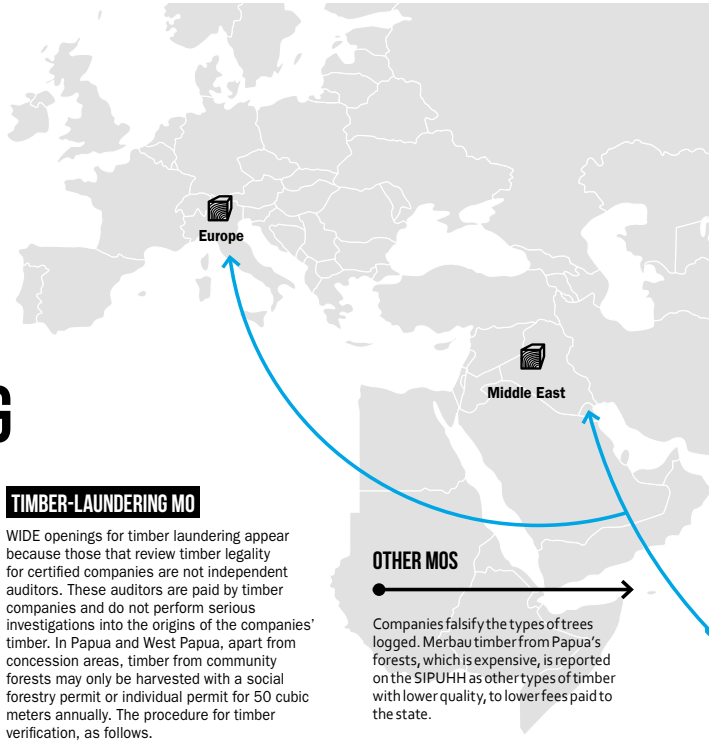 Europe
Middle East
G
TIMBER-LAUNDERING MO
WIDE openings for timber laundering appear
because those that review timber legality
for certified companies are not independent
auditors. These auditors are paid by timber
companies and do not perform serious
investigations into the origins of the companies'
timber. In Papua and West Papua, apart from
concession areas, timber from community
forests may only be harvested with a social
forestry permit or individual permit for 50 cubic
meters annually. The procedure for timber
verification, as follows.
OTHER MOS
Companies falsify the types of trees
logged. Merbau timber from Papua's
forests, which is expensive, is reported
on the SIPUHH as other types of timber
with lower quality, to lower fees paid to
the state.